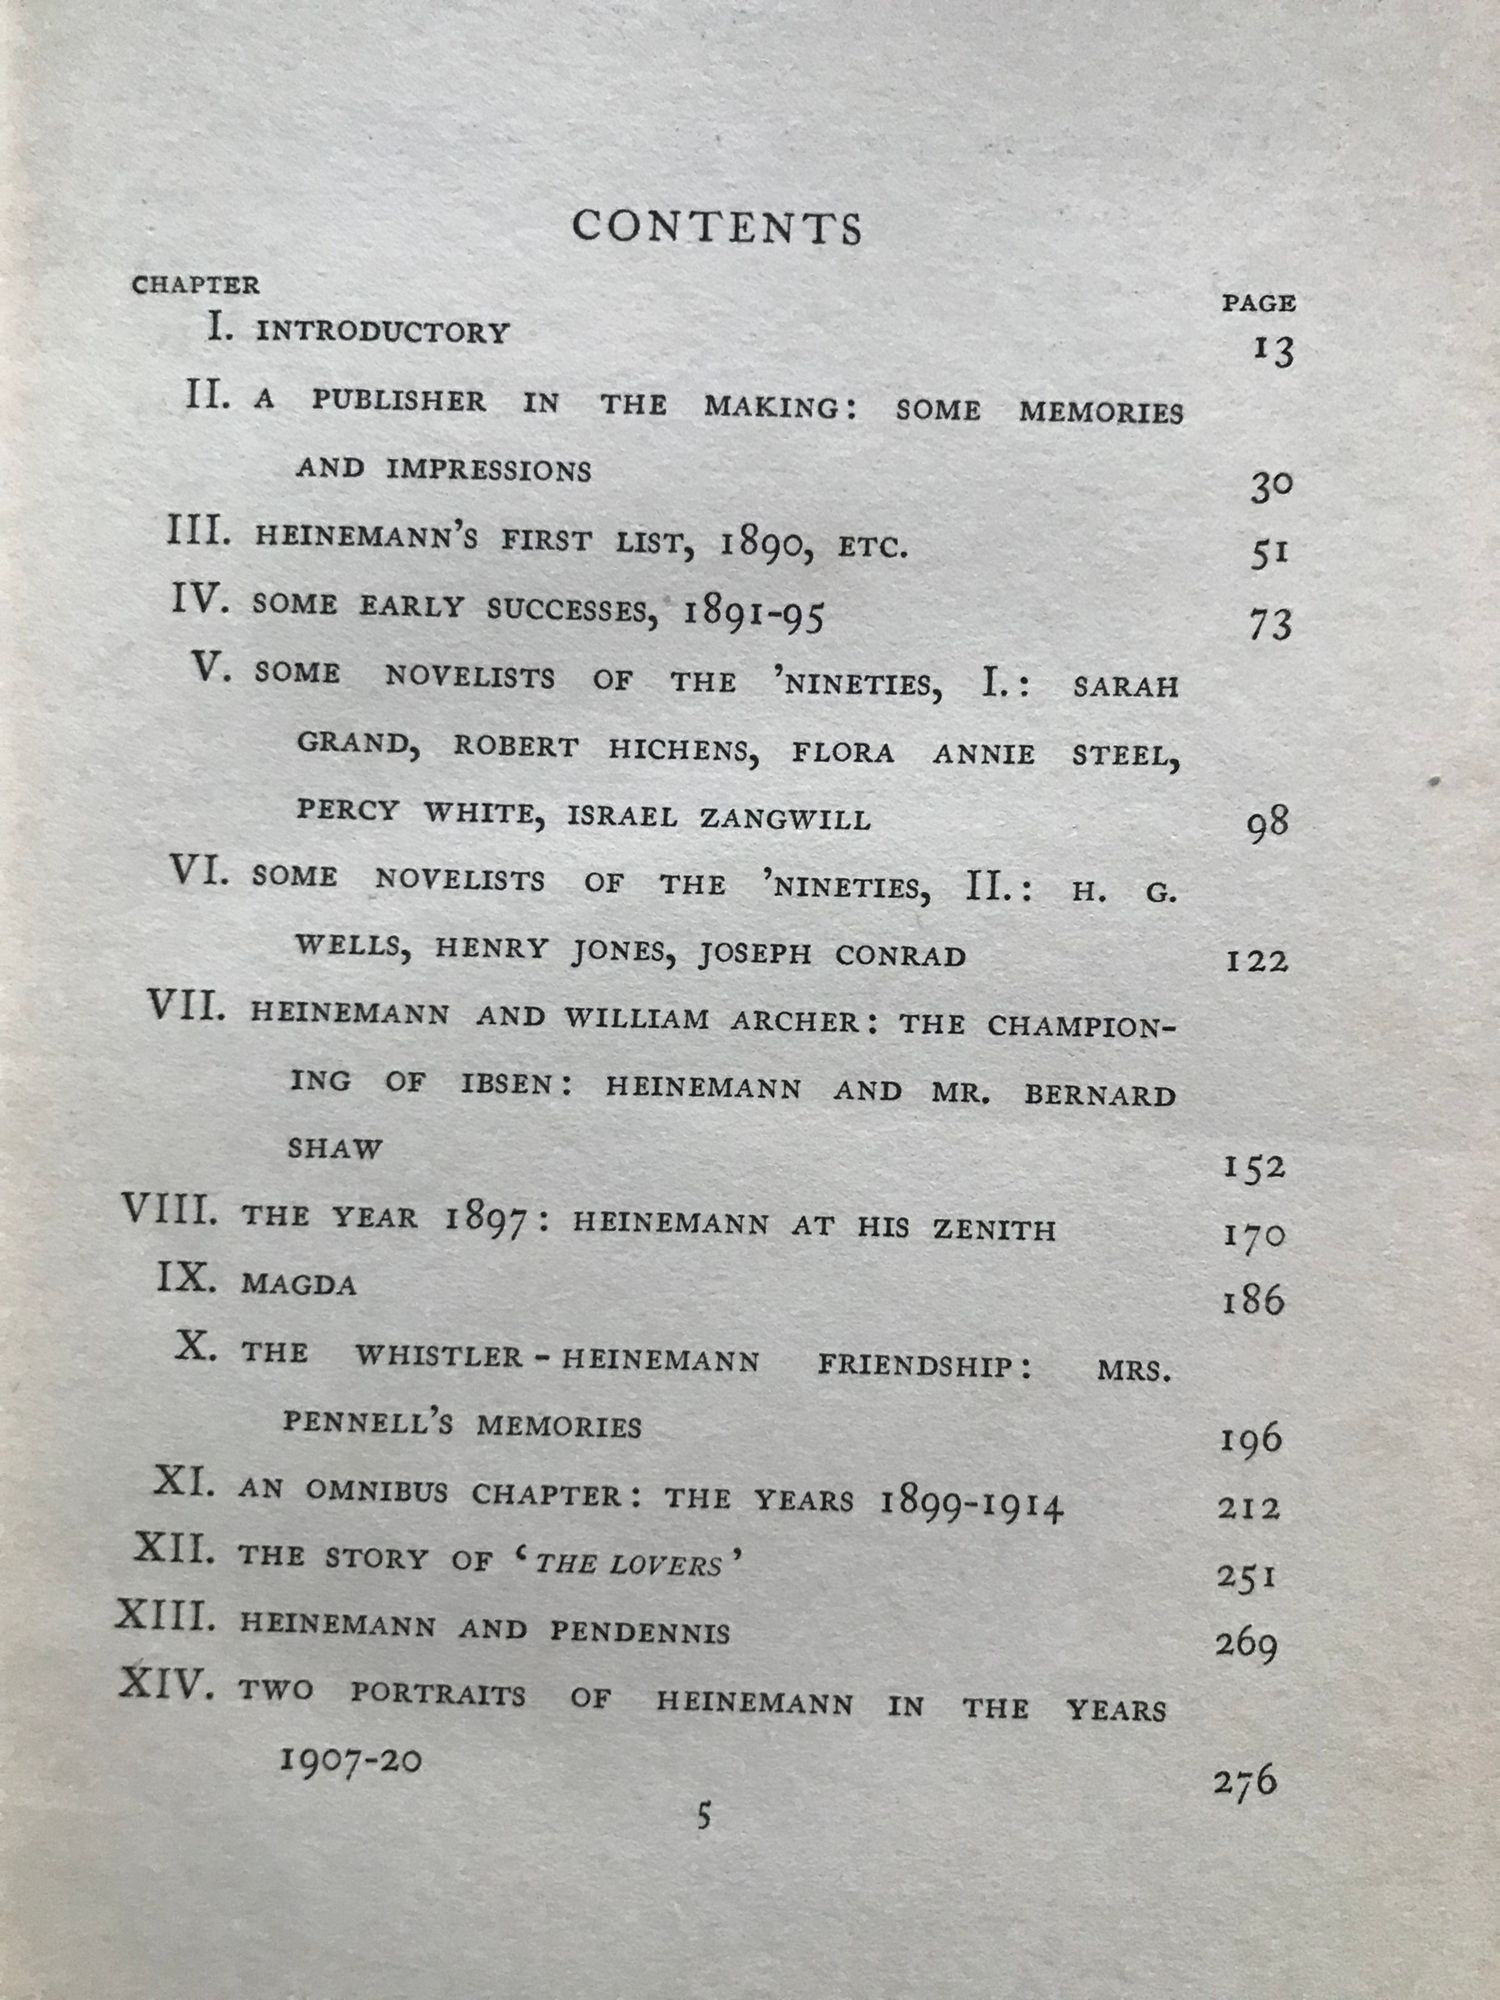 CONTENTS
CHAPTER PAGE
I. INTRODUCTORY 13
II. A PUBLISHER IN THE MAKING: SOME MEMORIES
AND IMPRESSIONS 30
III. HEINEMANN'S FIRST LIST, 1890, ETC. 51
IV. SOME EARLY SUCCESSES, 1891-95 73
V. SOME NOVELISTS OF THE 'NINETIES, I.: SARAH
GRAND, ROBERT HICHENS, FLORA ANNIE STEEL,
PERCY WHITE, ISRAEL ZANGWILL 98
VI. SOME NOVELISTS OF THE 'NINETIES, II.: H. G.
WELLS, HENRY JONES, JOSEPH CONRAD 122
VII. HEINEMANN AND WILLIAM ARCHER: THE CHAMPION-
ING OF IBSEN: HEINEMANN AND MR. BERNARD
SHAW 152
VIII. THE YEAR 1897: HEINEMANN AT HIS ZENITH 170
IX. MAGDA 186
X. THE WHISTLER-HEINEMANN FRIENDSHIP: MRS.
PENNELL'S MEMORIES 196
XI. AN OMNIBUS CHAPTER: THE YEARS 1899-1914 212
XII. THE STORY OF 'THE LOVERS' 251
XIII. HEINEMANN AND PENDENNIS 269
XIV. TWO PORTRAITS OF HEINEMANN IN THE YEARS
1907-20 276
5